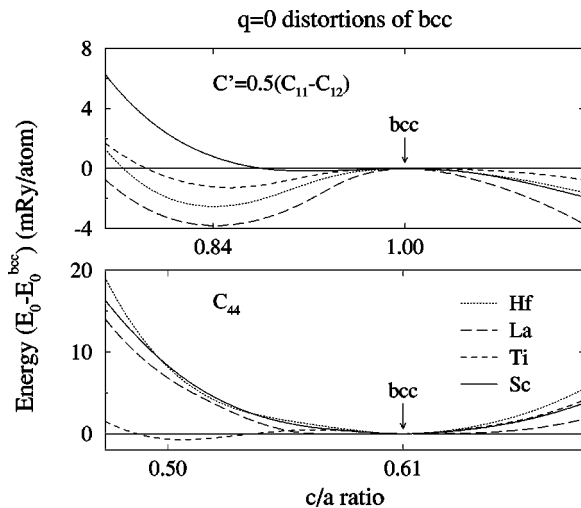 q=0 distortions of bcc
Energy (E₀-E₀ᵇᶜᶜ) (mRy/atom)
8
C'=0.5(C₁₁-C₁₂)
4
bcc
0
-4
0.84
1.00
20
C₄₄
Hf
La
10
bcc
Ti
Sc
0
0.50
0.61
c/a ratio